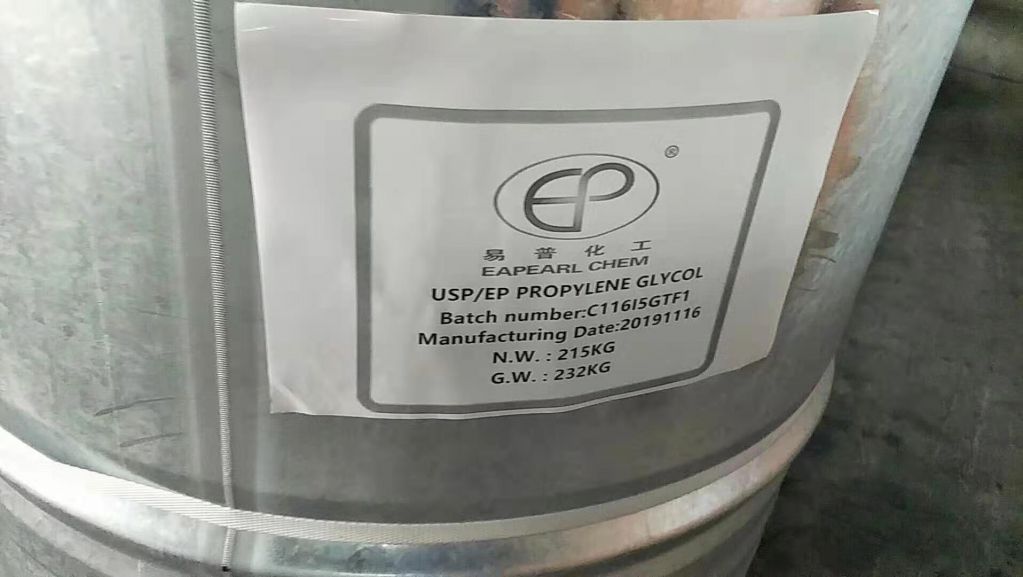 EP ®
易普化工
EAPEARL CHEM
USP/EP PROPYLENE GLYCOL
Batch number:C116I5GTF1
Manufacturing Date:20191116
N.W. : 215KG
G.W. : 232KG